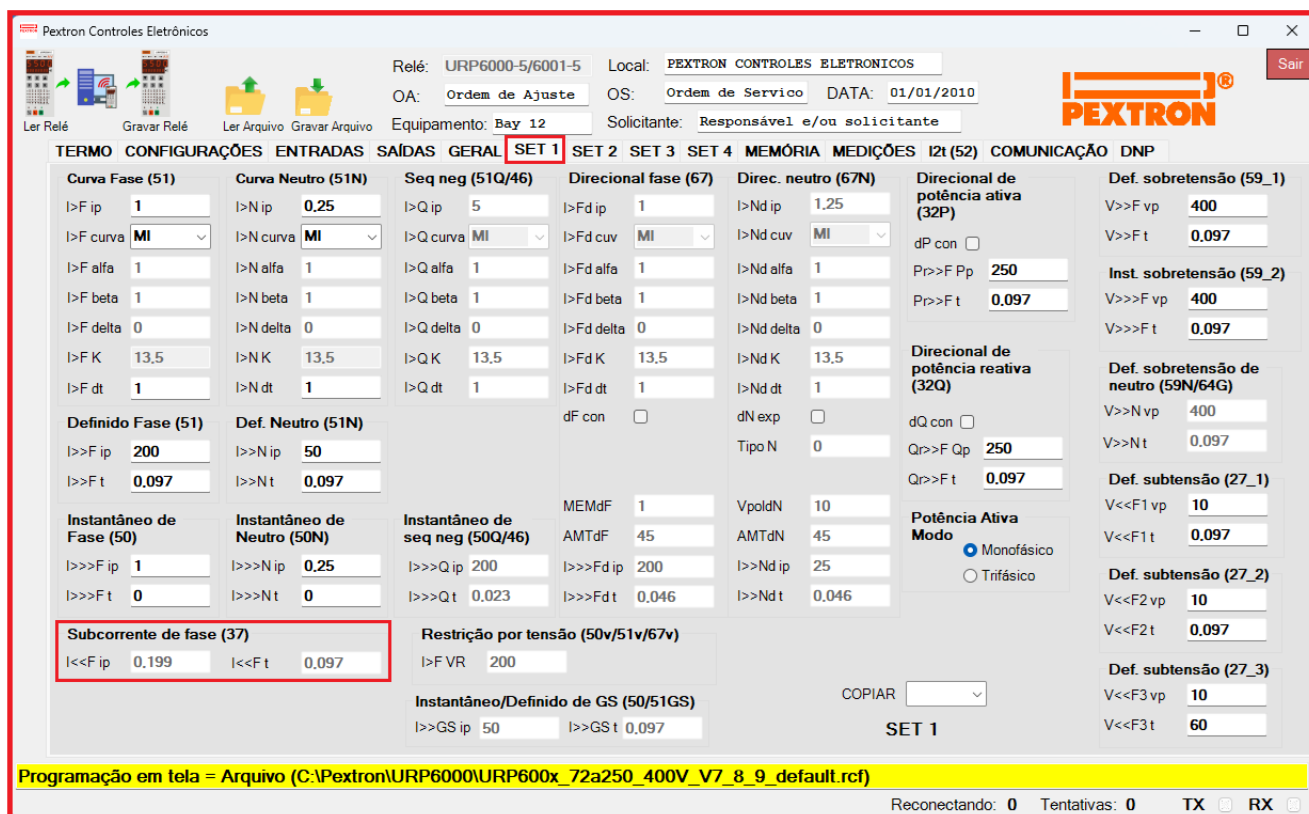 Pextron Controles Eletrônicos
Relé: URP6000-5/6001-5 Local: PEXTRON CONTROLES ELETRONICOS
Sair
OA: Ordem de Ajuste OS: Ordem de Servico DATA: 01/01/2010
Equipamento: Bay 12 Solicitante: Responsável e/ou solicitante
PEXTRON ®
Ler Relé Gravar Relé Ler Arquivo Gravar Arquivo
TERMO CONFIGURAÇÕES ENTRADAS SAÍDAS GERAL SET 1 SET 2 SET 3 SET 4 MEMÓRIA MEDIÇÕES I2t (52) COMUNICAÇÃO DNP
Curva Fase (51)
I>F ip 1
I>F curva MI
I>F alfa 1
I>F beta 1
I>F delta 0
I>F K 13,5
I>F dt 1
Definido Fase (51)
I>>F ip 200
I>>F t 0,097
Instantâneo de
Fase (50)
I>>>F ip 1
I>>>F t 0
Curva Neutro (51N)
I>N ip 0,25
I>N curva MI
I>N alfa 1
I>N beta 1
I>N delta 0
I>N K 13,5
I>N dt 1
Def. Neutro (51N)
I>>N ip 50
I>>N t 0,097
Instantâneo de
Neutro (50N)
I>>>N ip 0,25
I>>>N t 0
Subcorrente de fase (37)
I<<F ip 0,199 I<<F t 0,097
Seq neg (51Q/46)
I>Q ip 5
I>Q curva MI
I>Q alfa 1
I>Q beta 1
I>Q delta 0
I>Q K 13,5
I>Q dt 1
Instantâneo de
seq neg (50Q/46)
I>>>Q ip 200
I>>>Q t 0,023
Direcional fase (67)
I>Fd ip 1
I>Fd cuv MI
I>Fd alfa 1
I>Fd beta 1
I>Fd delta 0
I>Fd K 13,5
I>Fd dt 1
dF con
MEMdF 1
AMTdF 45
I>>>Fd ip 200
I>>>Fd t 0,046
Restrição por tensão (50v/51v/67v)
I>F VR 200
Instantâneo/Definido de GS (50/51GS)
I>>GS ip 50 I>>GS t 0,097
Direc. neutro (67N)
I>Nd ip 1,25
I>Nd cuv MI
I>Nd alfa 1
I>Nd beta 1
I>Nd delta 0
I>Nd K 13,5
I>Nd dt 1
dN exp
Tipo N 0
VpoldN 10
AMTdN 45
I>>Nd ip 25
I>>Nd t 0,046
Direcional de
potência ativa
(32P)
dP con
Pr>>F Pp 250
Pr>>F t 0,097
Direcional de
potência reativa
(32Q)
dQ con
Qr>>F Qp 250
Qr>>F t 0,097
Potência Ativa
Modo
Monofásico
Trifásico
COPIAR
SET 1
Def. sobretensão (59_1)
V>>F vp 400
V>>F t 0,097
Inst. sobretensão (59_2)
V>>>F vp 400
V>>>F t 0,097
Def. sobretensão de
neutro (59N/64G)
V>>N vp 400
V>>N t 0,097
Def. subtensão (27_1)
V<<F1 vp 10
V<<F1 t 0,097
Def. subtensão (27_2)
V<<F2 vp 10
V<<F2 t 0,097
Def. subtensão (27_3)
V<<F3 vp 10
V<<F3 t 60
Programação em tela = Arquivo (C:\Pextron\URP6000\URP600x_72a250_400V_V7_8_9_default.rcf)
Reconectando: 0 Tentativas: 0 TX RX